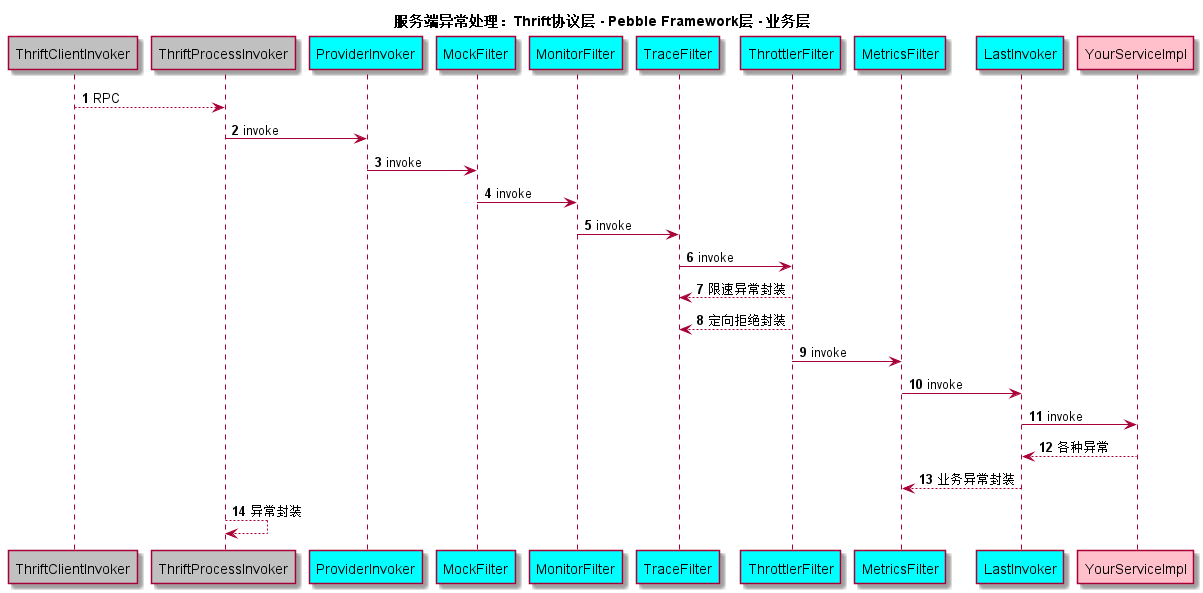 服务端异常处理：Thrift协议层 - Pebble Framework层 - 业务层
ThriftClientInvoker ThriftProcessInvoker ProviderInvoker MockFilter MonitorFilter TraceFilter ThrottlerFilter MetricsFilter LastInvoker YourServiceImpl
1 RPC
2 invoke
3 invoke
4 invoke
5 invoke
6 invoke
7 限速异常封装
8 定向拒绝封装
9 invoke
10 invoke
11 invoke
12 各种异常
13 业务异常封装
14 异常封装
ThriftClientInvoker ThriftProcessInvoker ProviderInvoker MockFilter MonitorFilter TraceFilter ThrottlerFilter MetricsFilter LastInvoker YourServiceImpl